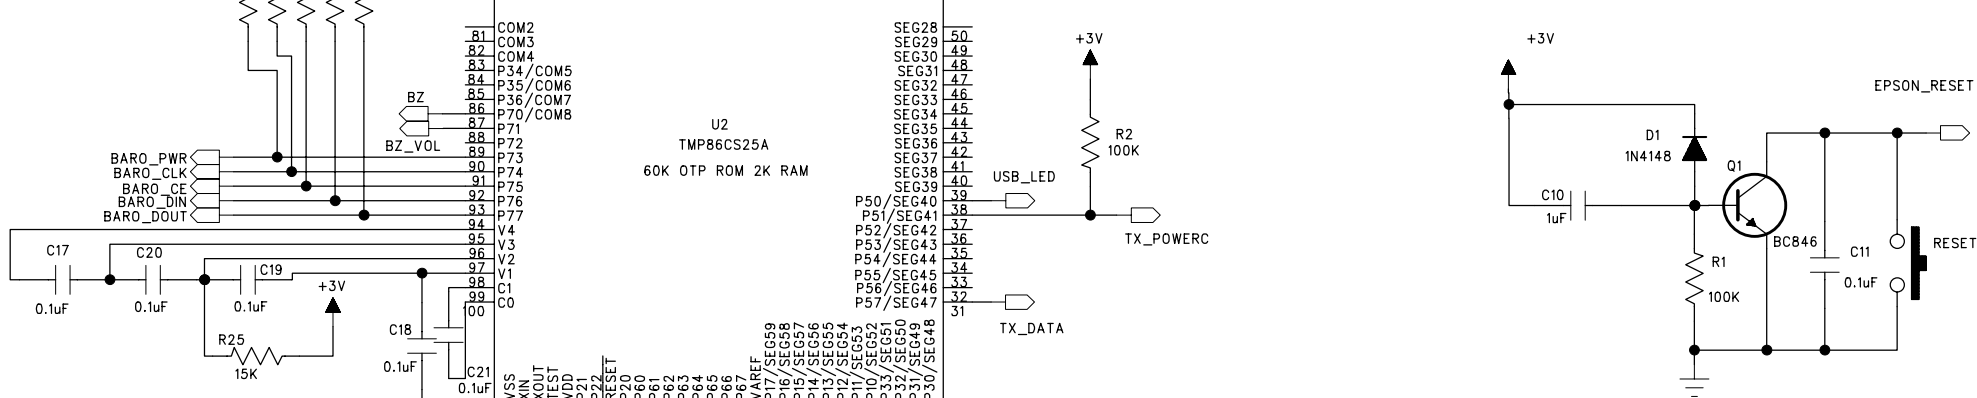 COM2
81
COM3
82
COM4
83
P34/COM5
84
P35/COM6
85
P36/COM7
BZ
86
P70/COM8
87
P71
BZ_VOL
88
P72
BARO_PWR
89
P73
BARO_CLK
90
P74
BARO_CE
91
P75
BARO_DIN
92
P76
BARO_DOUT
93
P77
94
V4
95
V3
96
V2
97
V1
98
C1
99
C0
100
C17
0.1uF
C20
0.1uF
C19
0.1uF
+3V
R25
15K
C18
0.1uF
C21
0.1uF
U2
TMP86CS25A
60K OTP ROM 2K RAM
SEG28
50
SEG29
49
SEG30
48
SEG31
47
SEG32
46
SEG33
45
SEG34
44
SEG35
43
SEG36
42
SEG37
41
SEG38
40
SEG39
39
P50/SEG40
38
P51/SEG41
37
P52/SEG42
36
P53/SEG43
35
P54/SEG44
34
P55/SEG45
33
P56/SEG46
32
P57/SEG47
31
VSS
XIN
XOUT
TEST
VDD
P21
P22
RESET
P20
P60
P61
P62
P63
P64
P65
P66
P67
VAREF
P17/SEG59
P16/SEG58
P15/SEG57
P14/SEG56
P13/SEG55
P12/SEG54
P11/SEG53
P10/SEG52
P33/SEG51
P32/SEG50
P31/SEG49
P30/SEG48
+3V
R2
100K
USB_LED
TX_POWERC
TX_DATA
+3V
EPSON_RESET
D1
1N4148
Q1
C10
1uF
BC846
R1
100K
C11
0.1uF
RESET